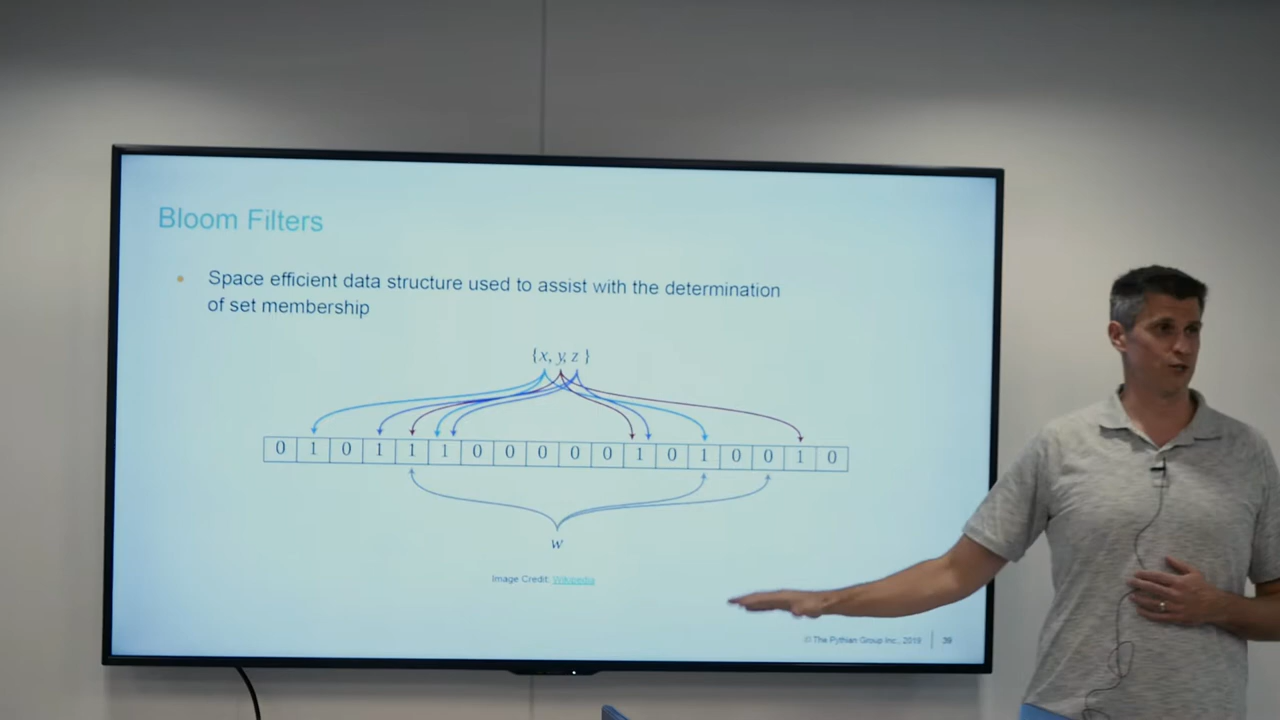 Bloom Filters
• Space efficient data structure used to assist with the determination
of set membership
{x, y, z }
0 1 0 1 1 1 0 0 0 0 0 1 0 1 0 0 1 0
w
Image Credit: Wikipedia
© The Pythian Group Inc., 2019 39